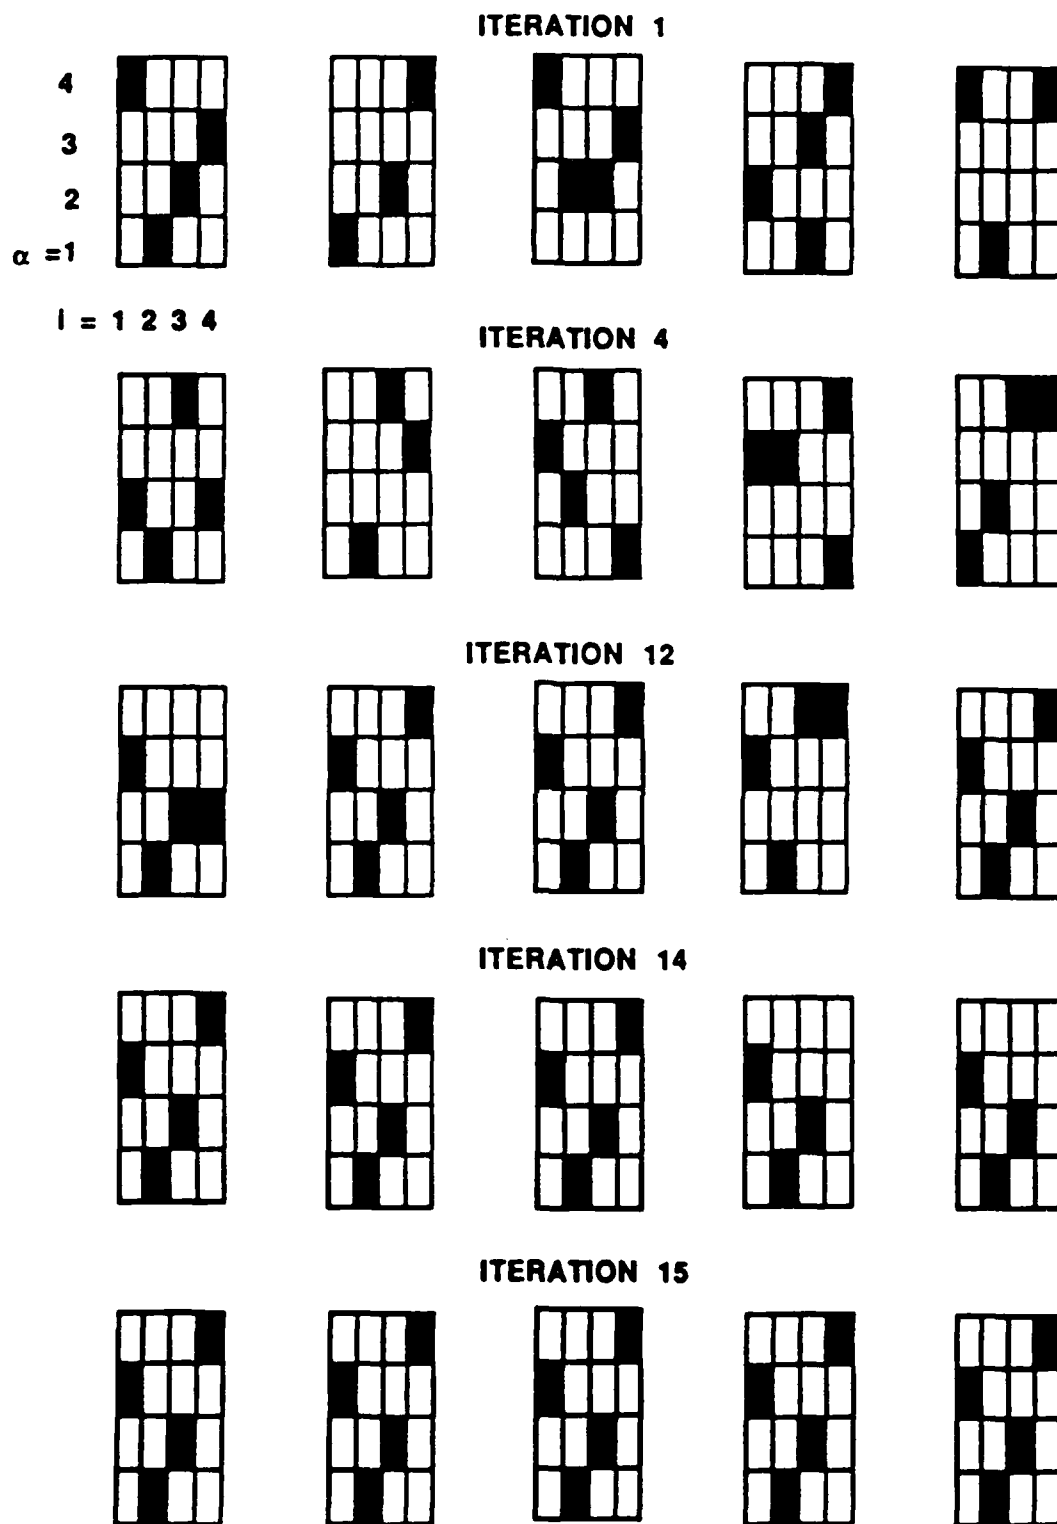 ITERATION 1
4
3
2
α =1
i = 1 2 3 4
ITERATION 4
ITERATION 12
ITERATION 14
ITERATION 15